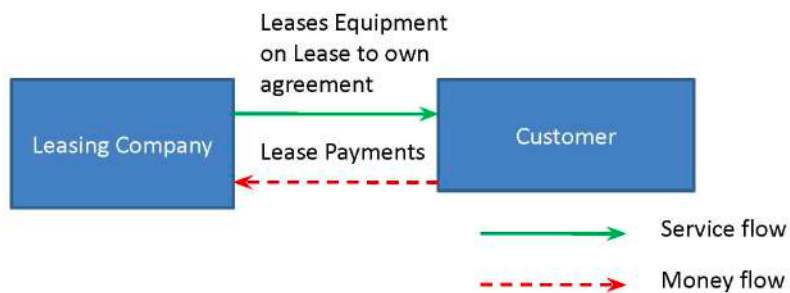 Leases Equipment
on Lease to own
agreement
Leasing Company
Customer
Lease Payments
Service flow
Money flow